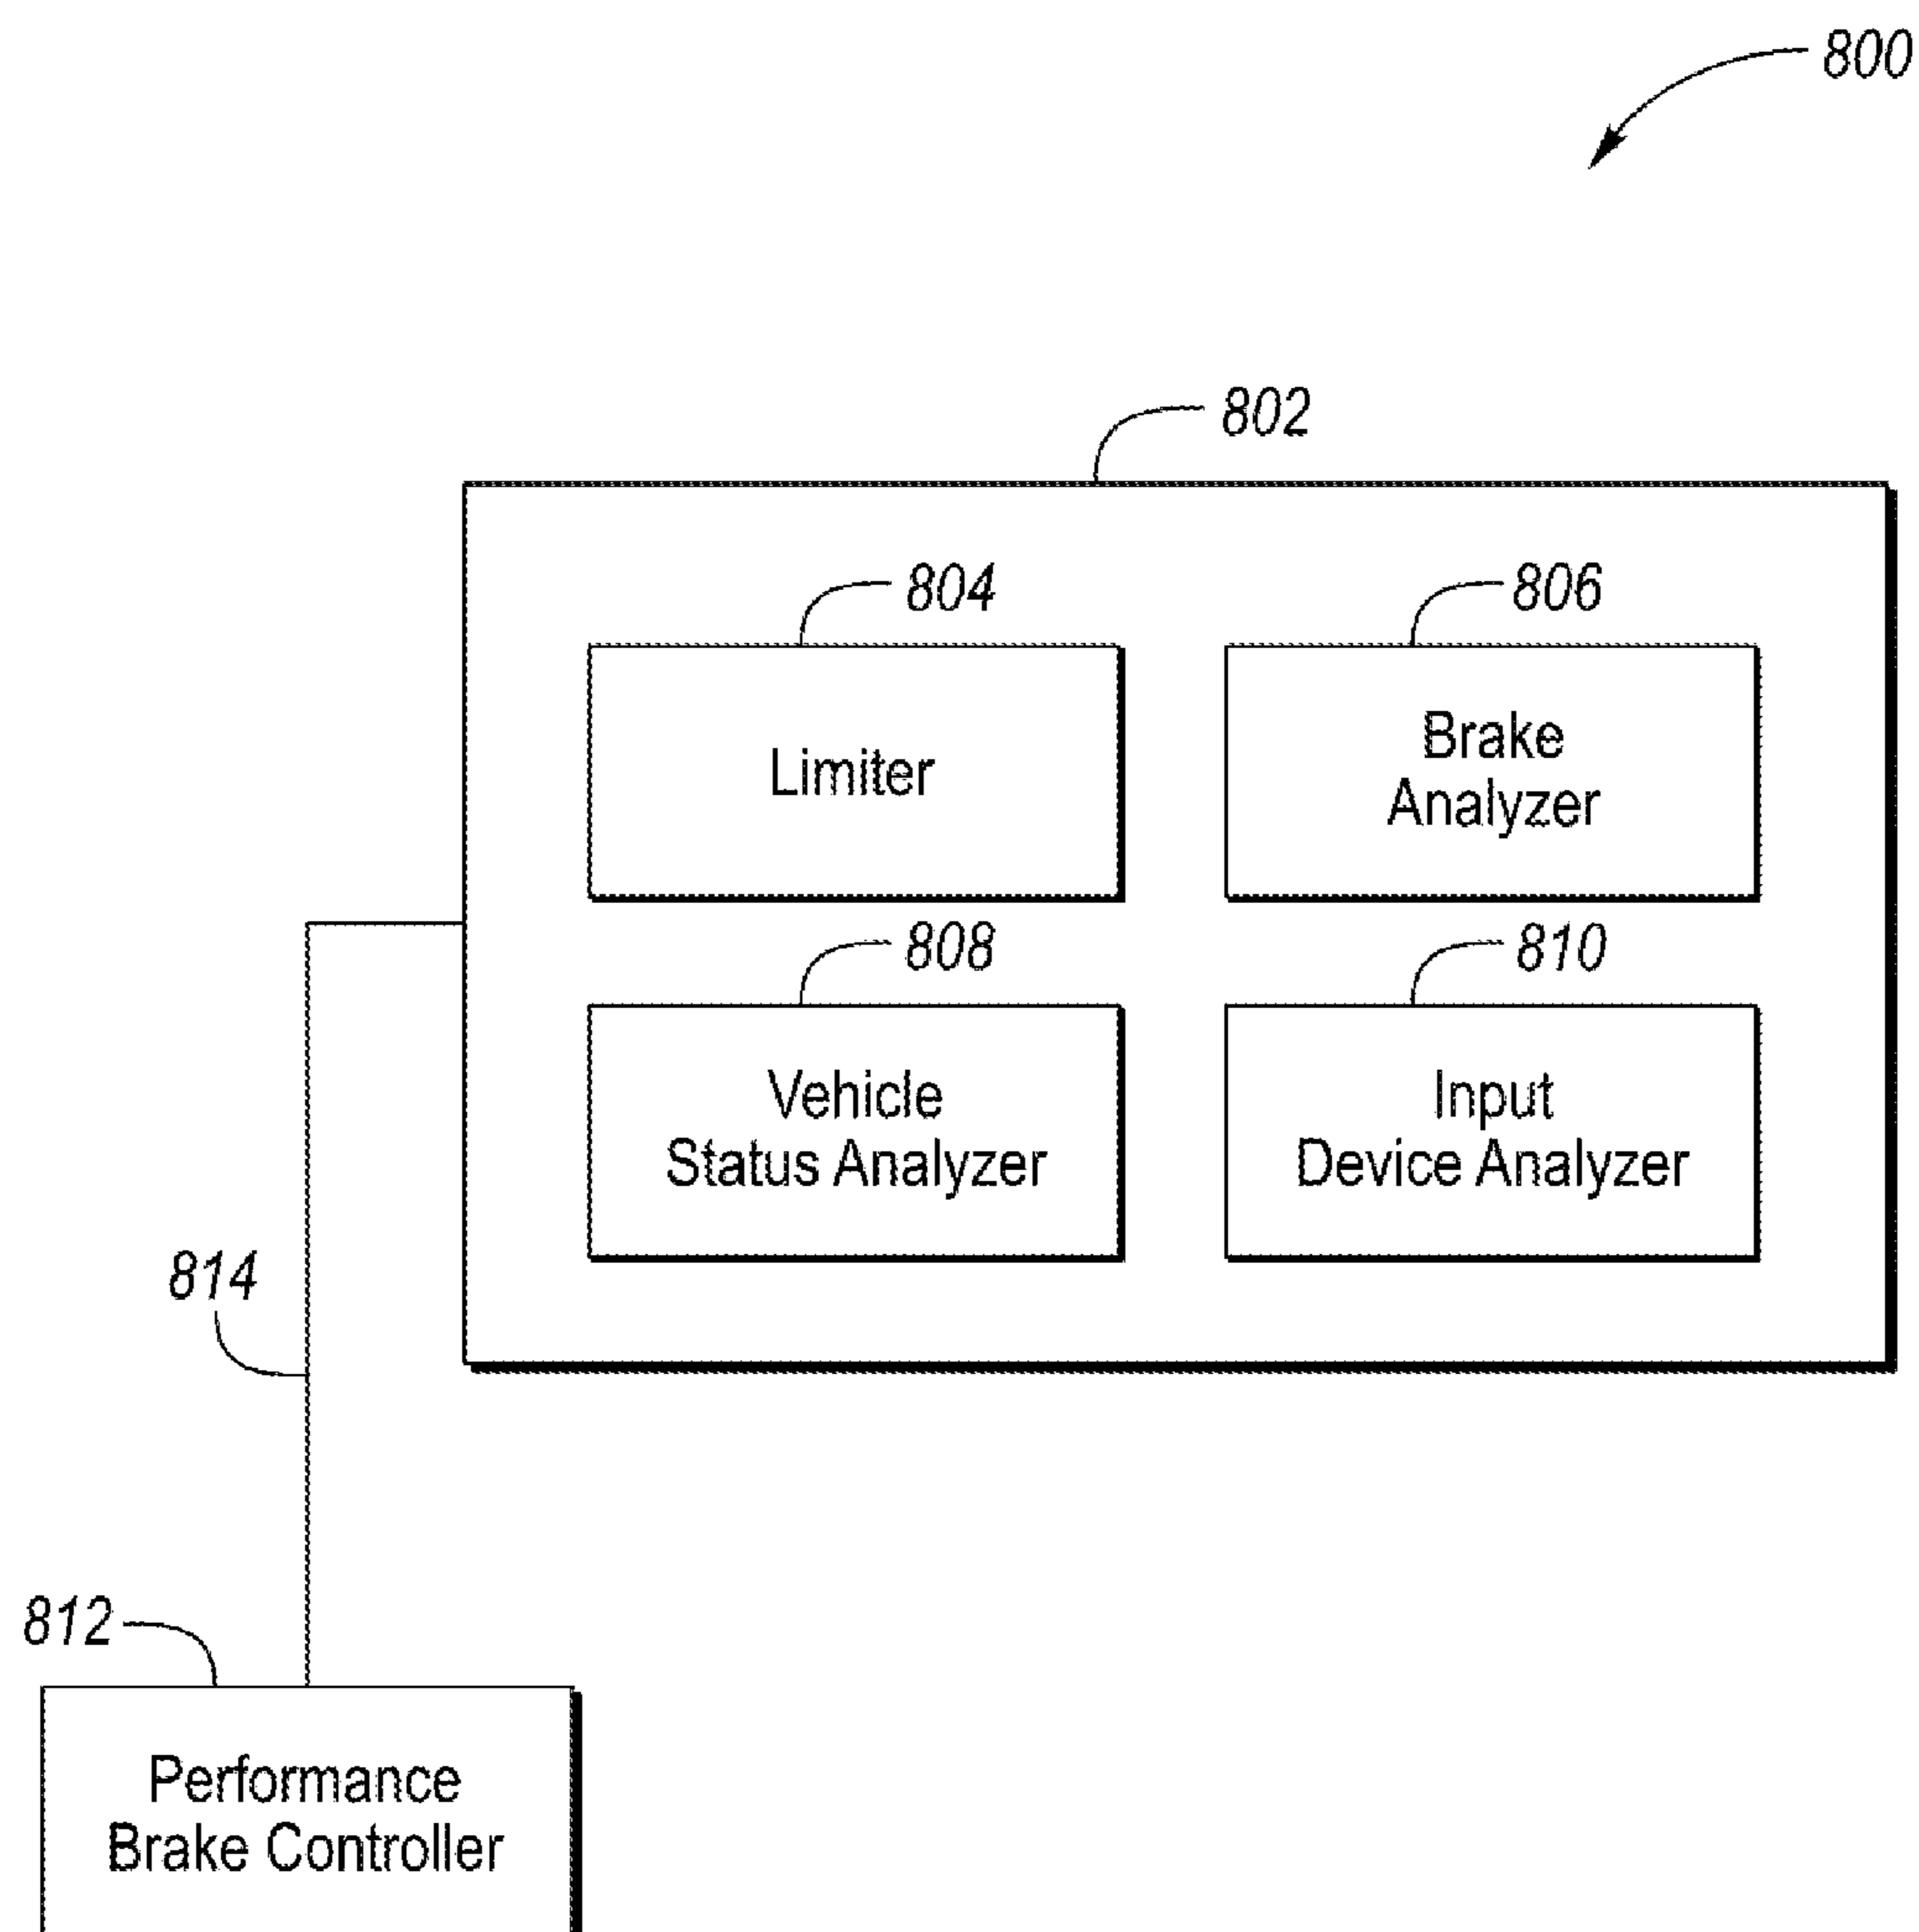 800
802
804
806
Limiter
Brake
Analyzer
808
810
Vehicle
Status Analyzer
Input
Device Analyzer
814
812
Performance
Brake Controller